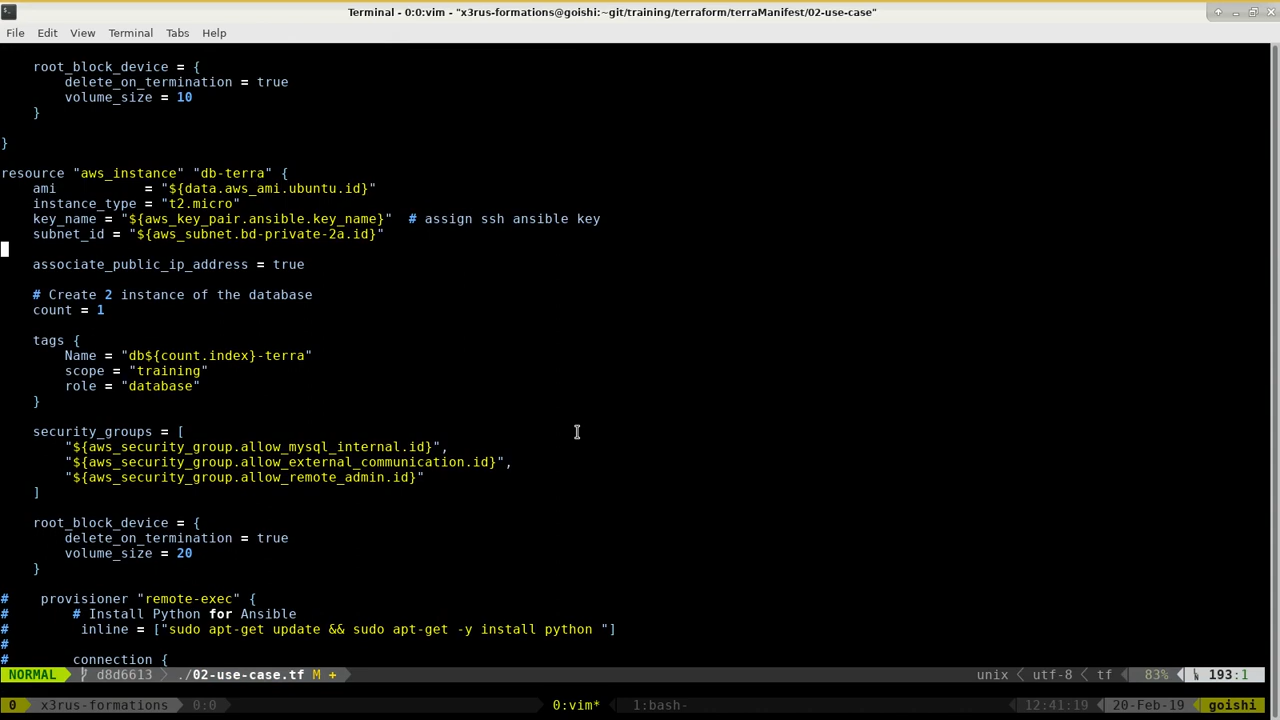 Terminal - 0:0:vim - "x3rus-formations@goishi:~git/training/terraform/terraManifest/02-use-case"
File Edit View Terminal Tabs Help
root_block_device = {
delete_on_termination = true
volume_size = 10
}
}
resource "aws_instance" "db-terra" {
ami = "${data.aws_ami.ubuntu.id}"
instance_type = "t2.micro"
key_name = "${aws_key_pair.ansible.key_name}" # assign ssh ansible key
subnet_id = "${aws_subnet.bd-private-2a.id}"
associate_public_ip_address = true
# Create 2 instance of the database
count = 1
tags {
Name = "db${count.index}-terra"
scope = "training"
role = "database"
}
security_groups = [
"${aws_security_group.allow_mysql_internal.id}",
"${aws_security_group.allow_external_communication.id}",
"${aws_security_group.allow_remote_admin.id}"
]
root_block_device = {
delete_on_termination = true
volume_size = 20
}
# provisioner "remote-exec" {
# # Install Python for Ansible
# inline = ["sudo apt-get update && sudo apt-get -y install python "]
#
# connection {
NORMAL d8d6613 ./02-use-case.tf M + unix utf-8 tf 83% 193:1
0 x3rus-formations 0:0 0:vim* 1:bash- 12:41:19 20-Feb-19 goishi